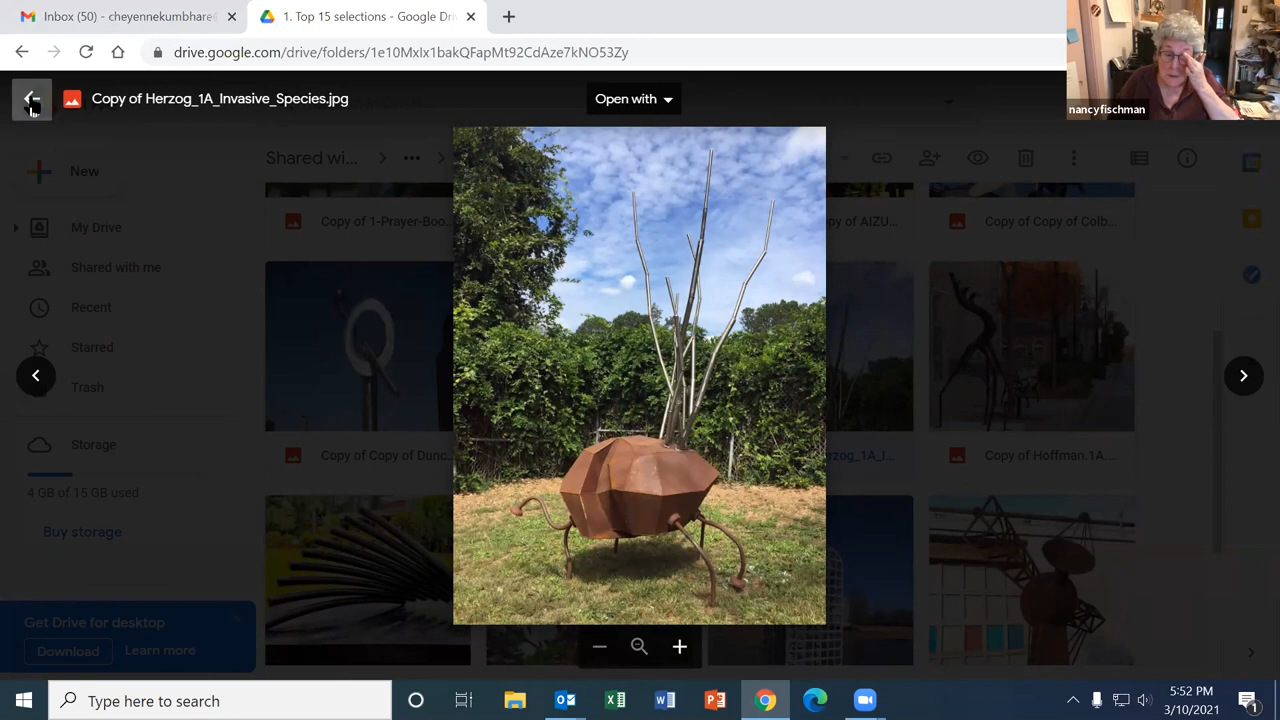 Inbox (50) - cheyennekumbhare
1. Top 15 selections - Google Dri
drive.google.com/drive/folders/1e10MxIx1bakQFapMt92CdAze7kNO53Zy
nancyfischman
Copy of Herzog_1A_Invasive_Species.jpg
Open with
New
Shared wi...
My Drive
Copy of 1-Prayer-Boo...
py of AIZU...
Copy of Copy of Colb...
Shared with me
Recent
Starred
Trash
Storage
Copy of Copy of Dunc.
rzog_1A_I...
Copy of Hoffman.1A....
4 GB of 15 GB used
Buy storage
Get Drive for desktop
Download
Learn more
Type here to search
5:52 PM
3/10/2021
1